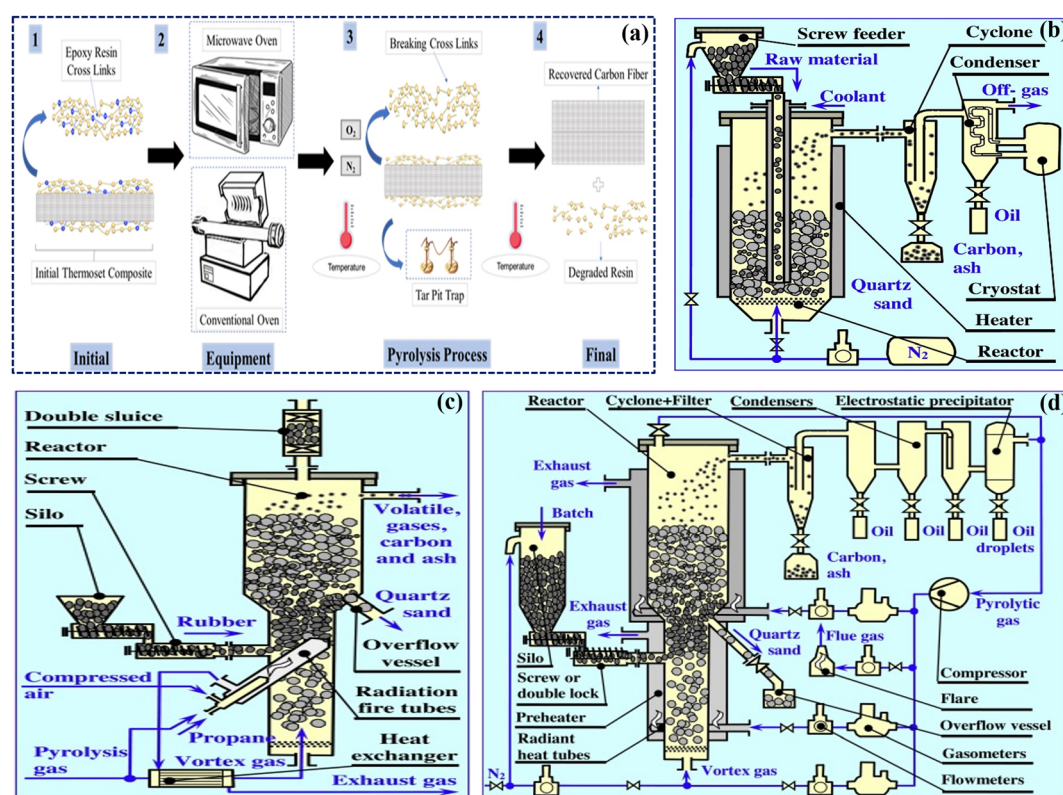 (a)
1
2
3
4
Epoxy Resin
Cross Links
Microwave Oven
Breaking Cross Links
Recovered Carbon Fiber
O2
N2
Initial Thermoset Composite
Conventional Oven
Temperature
Tar Pit Trap
Temperature
Degraded Resin
Initial
Equipment
Pyrolysis Process
Final
(b)
Screw feeder
Raw material
Coolant
Cyclone
Condenser
Off- gas
Oil
Carbon,
ash
Quartz
sand
Cryostat
Heater
Reactor
N2
(c)
Double sluice
Reactor
Screw
Silo
Volatile,
gases,
carbon
and ash
Quartz
sand
Rubber
Overflow
vessel
Compressed
air
Radiation
fire tubes
Propane
Pyrolysis
gas
Vortex gas
Heat
exchanger
Exhaust gas
(d)
Reactor
Cyclone+Filter
Condensers
Electrostatic precipitator
Exhaust
gas
Batch
Oil
Oil
Oil
Oil
droplets
Carbon,
ash
Exhaust
gas
Pyrolytic
gas
Quartz
sand
Flue gas
Silo
Screw or
double lock
Compressor
Flare
Preheater
Overflow vessel
Radiant
heat tubes
Gasometers
N2
Vortex gas
Flowmeters